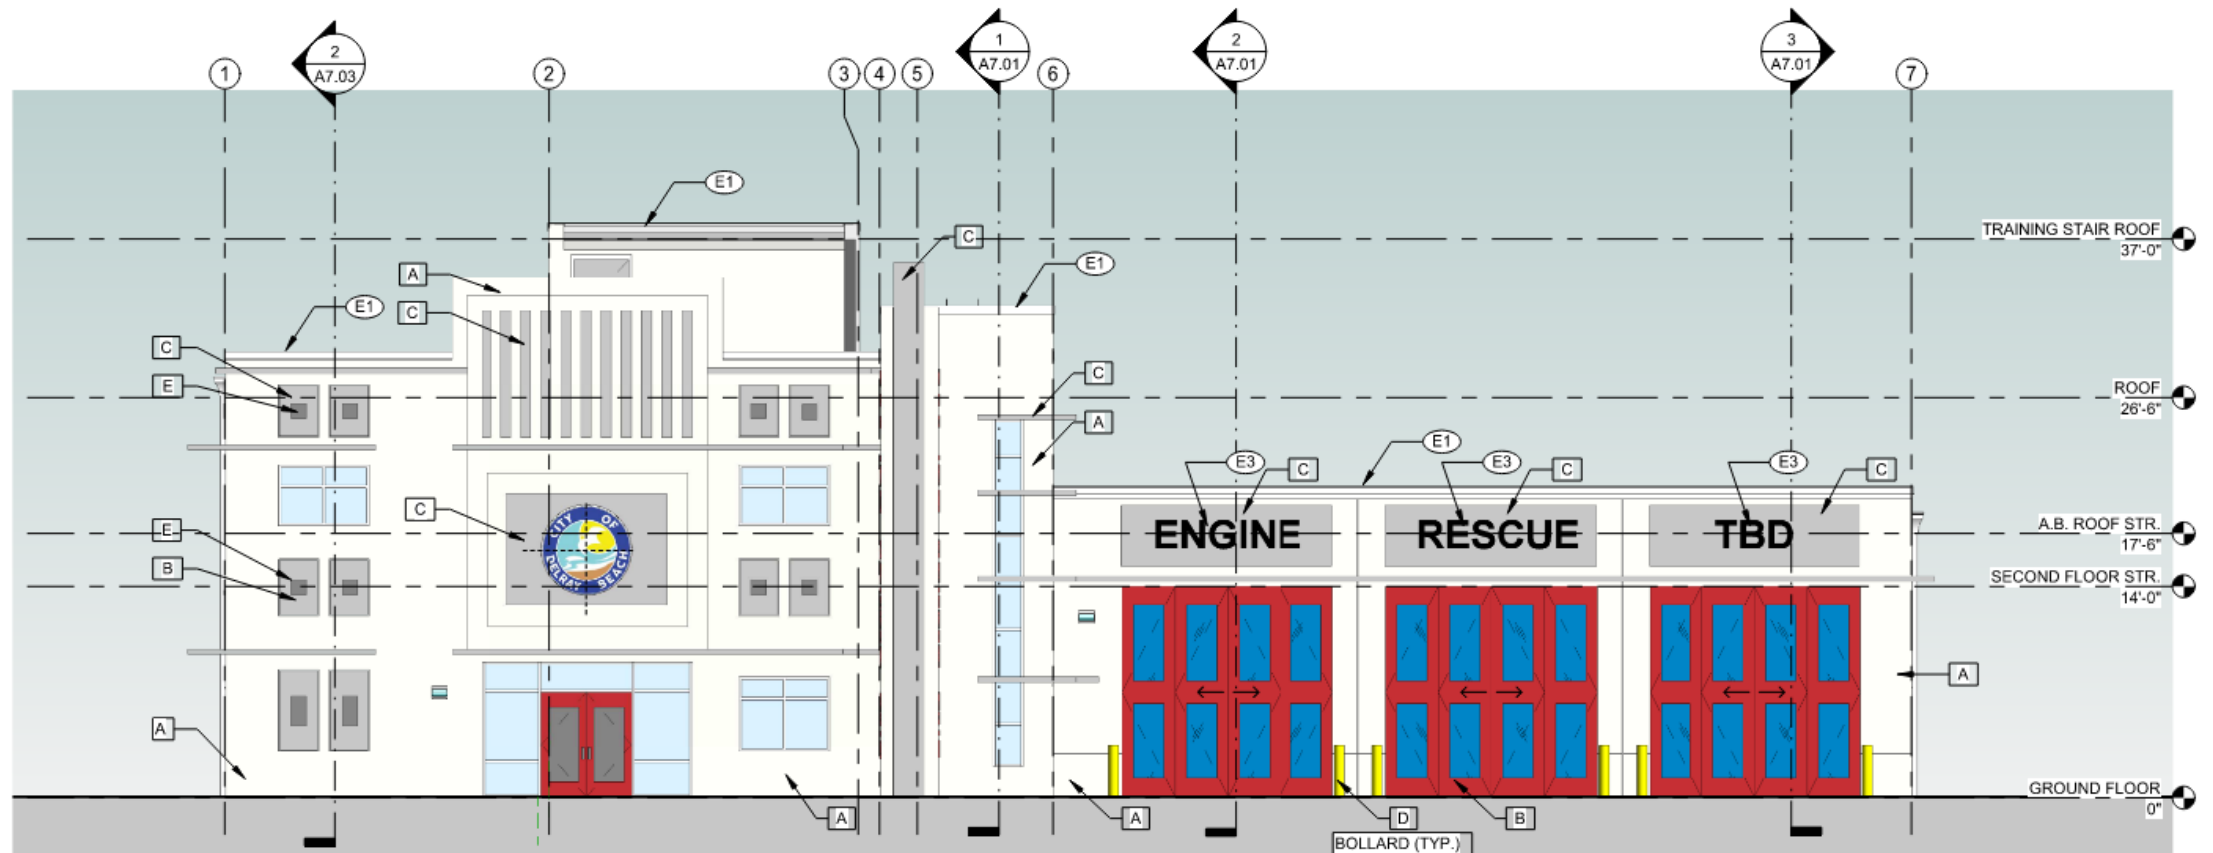 1
2
A7.03
2
3
4
5
1
A7.01
6
2
A7.01
3
A7.01
7
E1
TRAINING STAIR ROOF
37'-0"
C
A
E1
E1
C
C
E
ROOF
26'-6"
C
A
E1
E3
C
E3
C
E3
C
C
CITY OF
DELRAY BEACH
ENGINE
RESCUE
TBD
A.B. ROOF STR.
17'-6"
E
B
SECOND FLOOR STR.
14'-0"
A
A
GROUND FLOOR
0"
A
A
D
B
BOLLARD (TYP.)